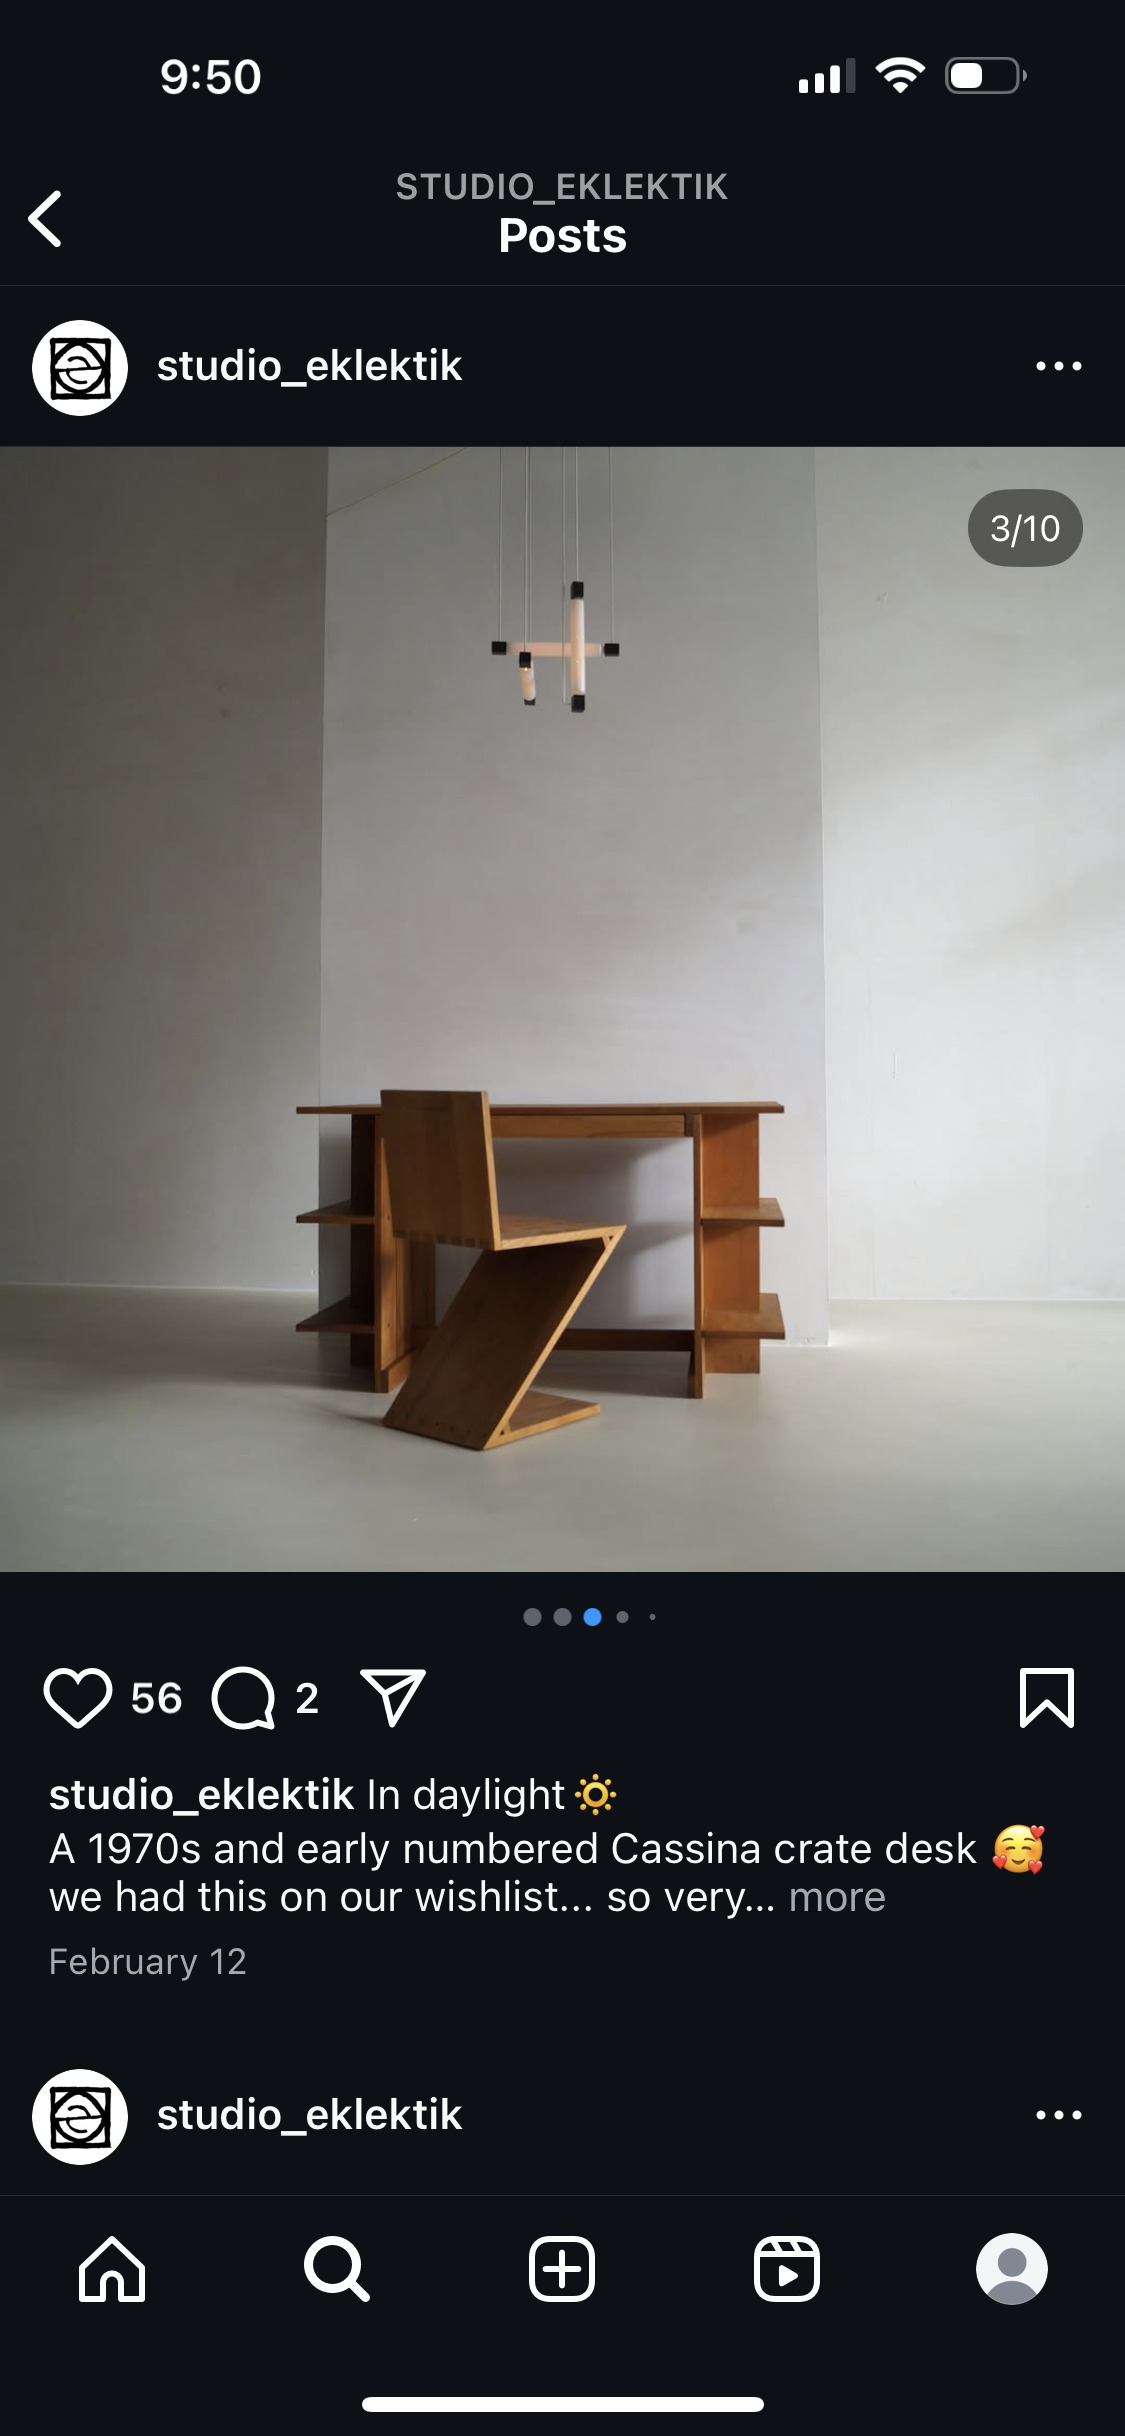 9:50
STUDIO_EKLEKTIK
Posts
studio_eklektik
3/10
56 2
studio_eklektik In daylight🔅
A 1970s and early numbered Cassina crate desk 🥰
we had this on our wishlist... so very... more
February 12
studio_eklektik